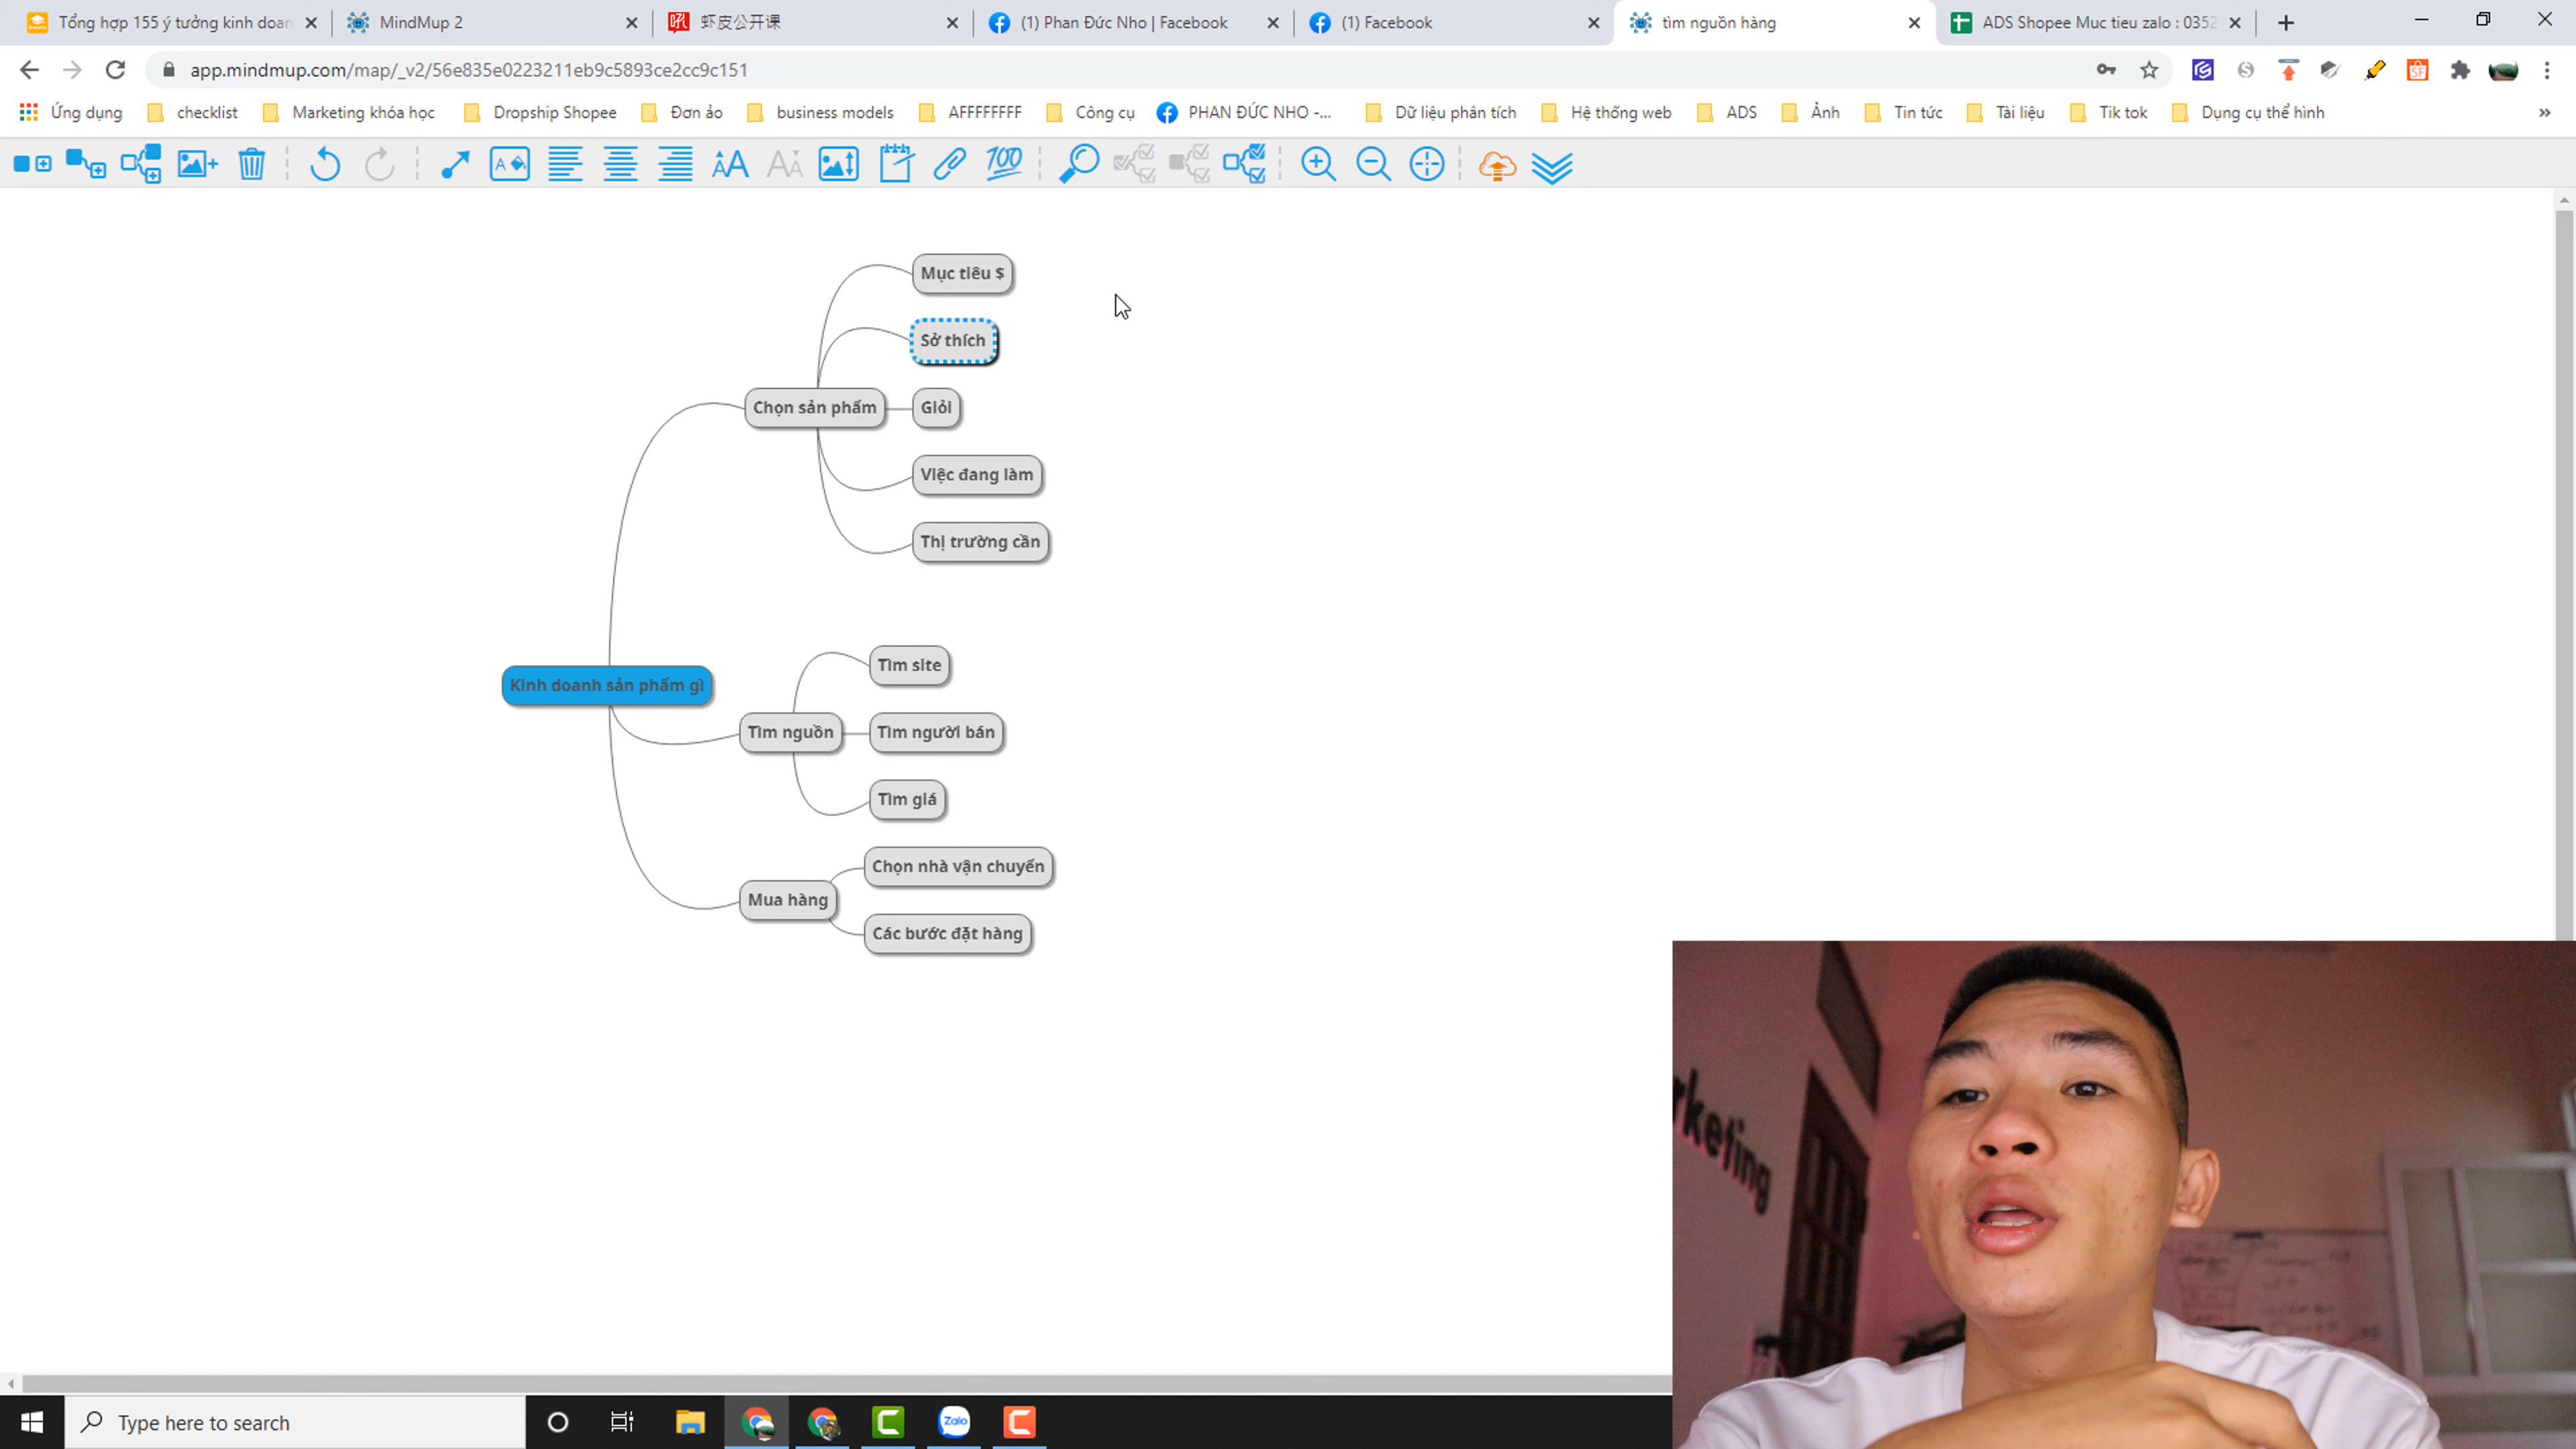 Tổng hợp 155 ý tưởng kinh doan
MindMup 2
虾皮公开课
(1) Phan Đức Nho | Facebook
(1) Facebook
tìm nguồn hàng
ADS Shopee Muc tieu zalo : 0352
app.mindmup.com/map/_v2/56e835e0223211eb9c5893ce2cc9c151
Ứng dụng
checklist
Marketing khóa học
Dropship Shopee
Đơn ảo
business models
AFFFFFFFF
Công cụ
PHAN ĐỨC NHO -...
Dữ liệu phân tích
Hệ thống web
ADS
Ảnh
Tin tức
Tài liệu
Tik tok
Dụng cụ thể hình
Mục tiêu $
Sở thích
Chọn sản phẩm
Giỏi
Việc đang làm
Thị trường cần
Tìm site
Kinh doanh sản phẩm gì
Tìm nguồn
Tìm người bán
Tìm giá
Chọn nhà vận chuyển
Mua hàng
Các bước đặt hàng
rketing
Type here to search
Zalo